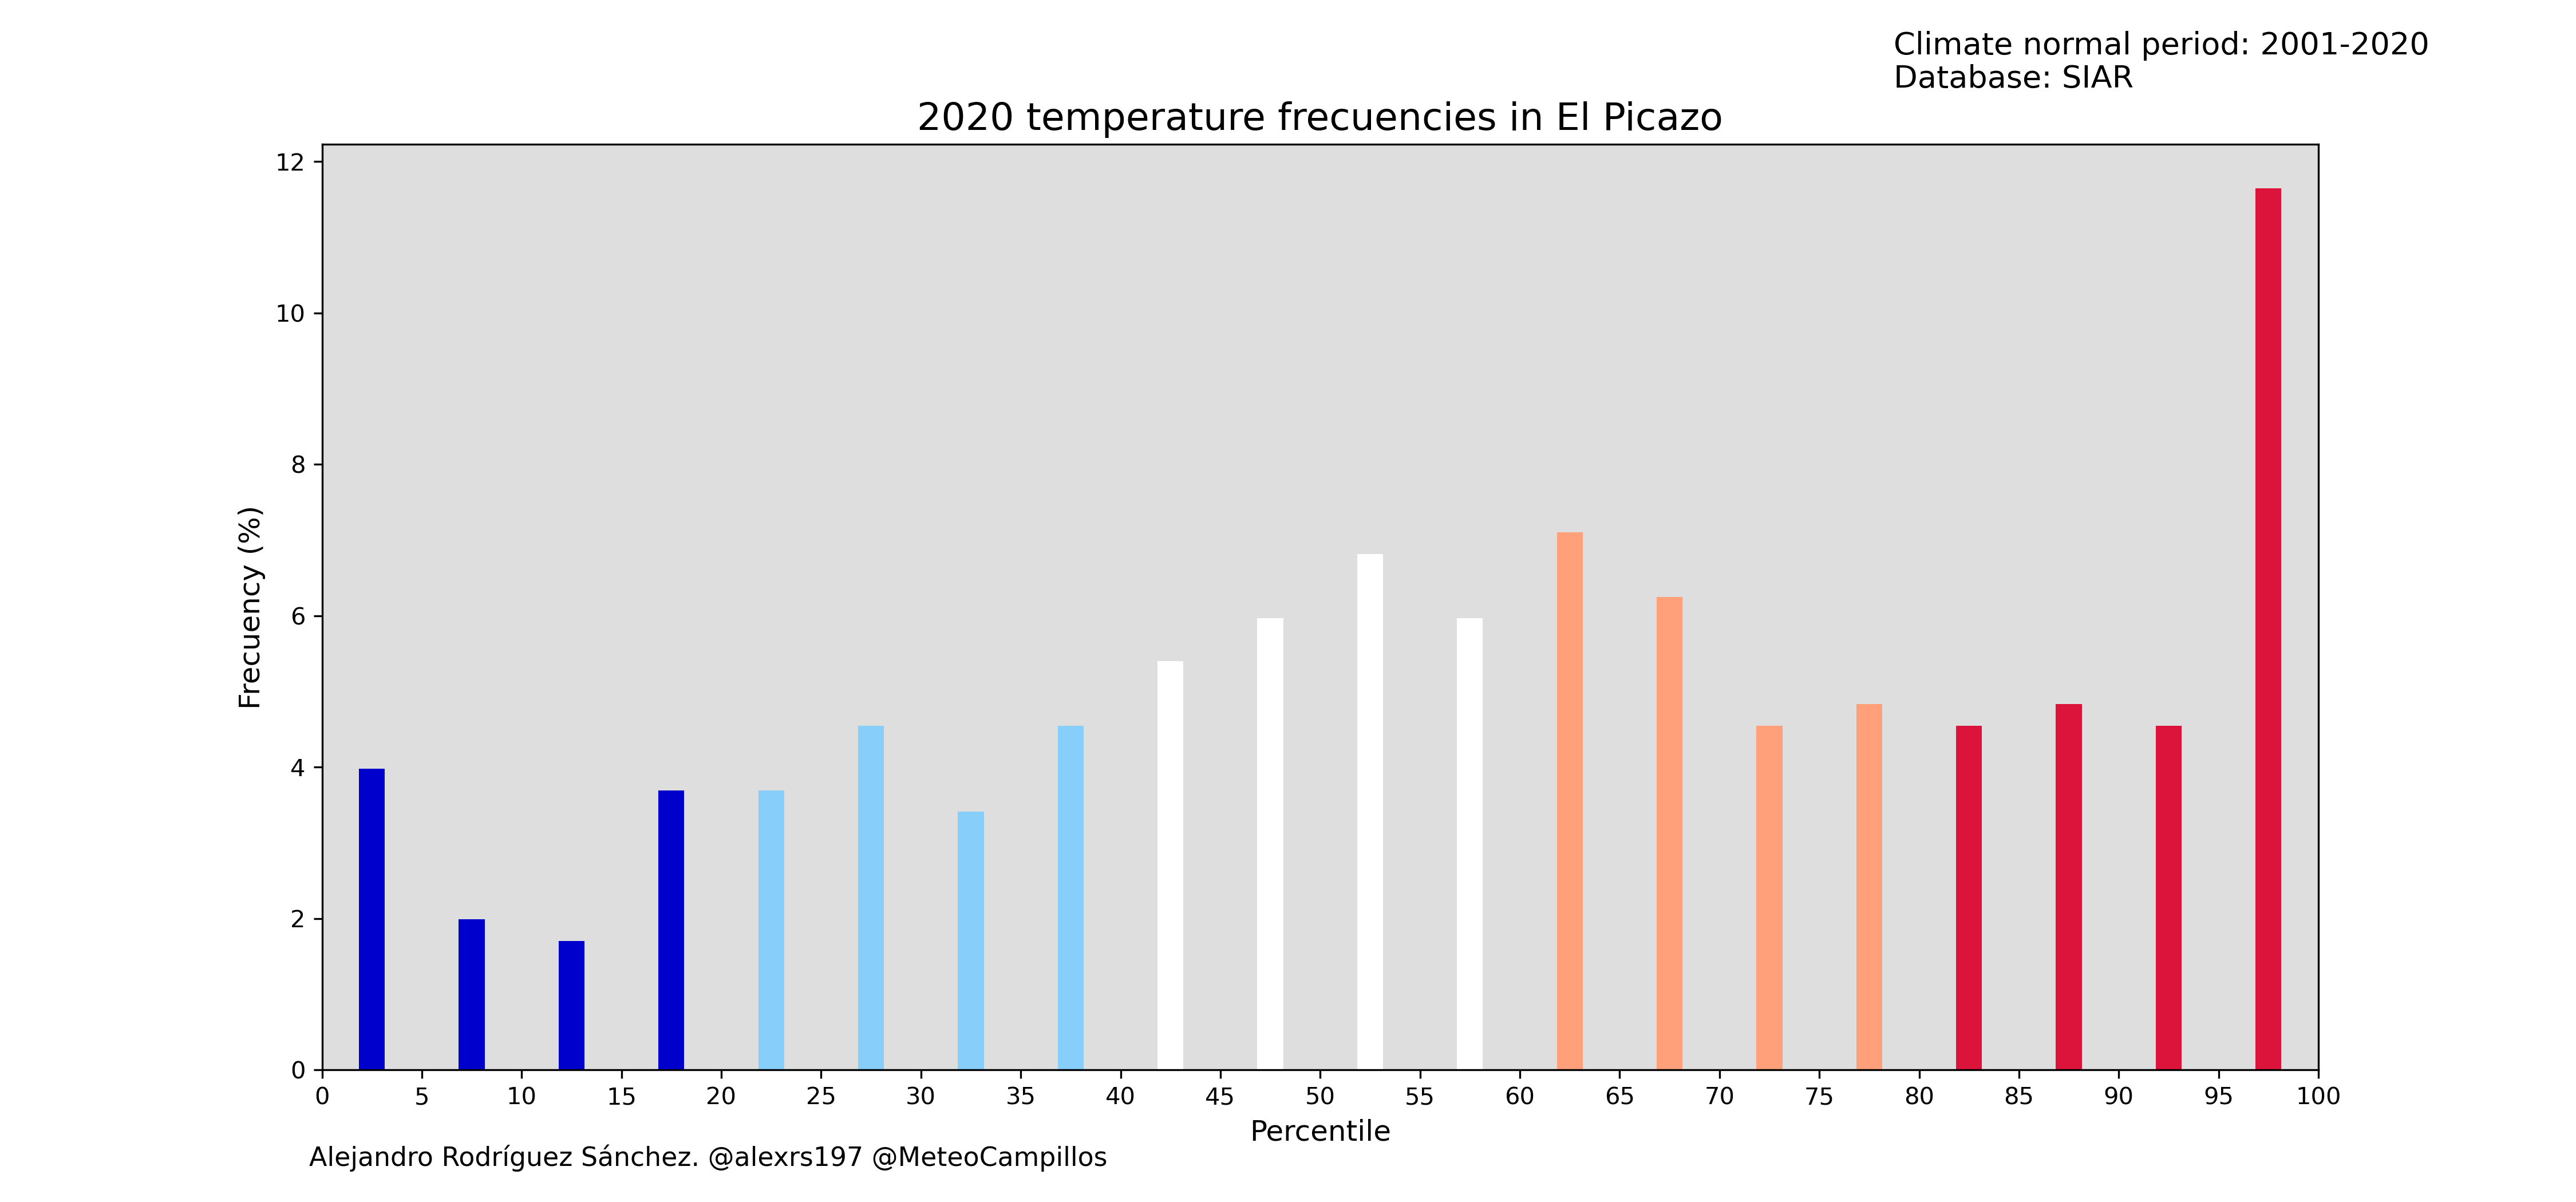 Climate normal period: 2001-2020
Database: SIAR
2020 temperature frecuencies in El Picazo
12
10
8
6
4
2
0
Frecuency (%)
0 5 10 15 20 25 30 35 40 45 50 55 60 65 70 75 80 85 90 95 100
Percentile
Alejandro Rodríguez Sánchez. @alexrs197 @MeteoCampillos